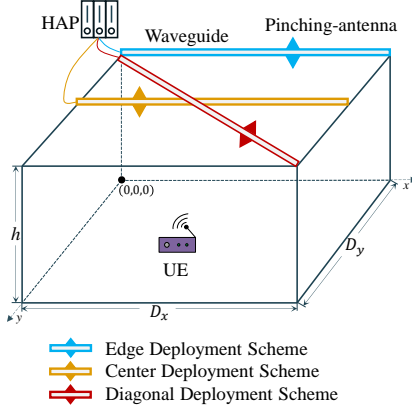 HAP
Waveguide
Pinching-antenna
(0,0,0)
x
h
UE
D_y
D_x
y
Edge Deployment Scheme
Center Deployment Scheme
Diagonal Deployment Scheme